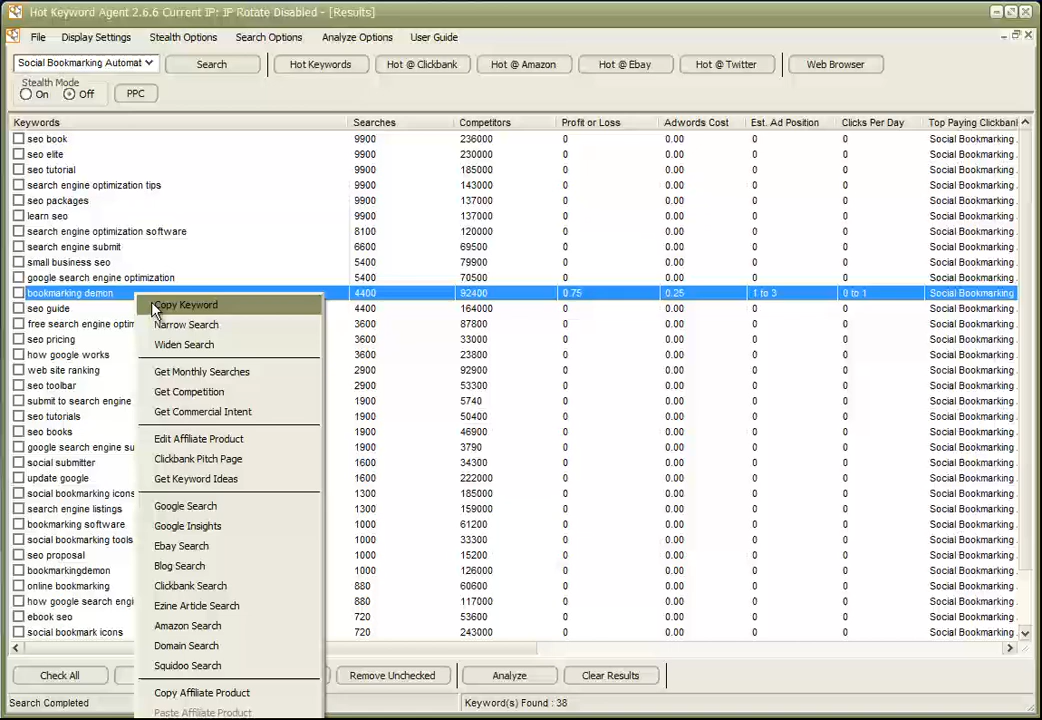 Hot Keyword Agent 2.6.6 Current IP: IP Rotate Disabled - [Results]
File Display Settings Stealth Options Search Options Analyze Options User Guide
Social Bookmarking Automat Search Hot Keywords Hot @ Clickbank Hot @ Amazon Hot @ Ebay Hot @ Twitter Web Browser
Stealth Mode
On Off PPC
Keywords Searches Competitors Profit or Loss Adwords Cost Est. Ad Position Clicks Per Day Top Paying Clickbanl
seo book 9900 236000 0 0.00 0 0 Social Bookmarking .
seo elite 9900 230000 0 0.00 0 0 Social Bookmarking .
seo tutorial 9900 185000 0 0.00 0 0 Social Bookmarking .
search engine optimization tips 9900 143000 0 0.00 0 0 Social Bookmarking .
seo packages 9900 137000 0 0.00 0 0 Social Bookmarking .
learn seo 9900 137000 0 0.00 0 0 Social Bookmarking .
search engine optimization software 8100 120000 0 0.00 0 0 Social Bookmarking .
search engine submit 6600 69500 0 0.00 0 0 Social Bookmarking .
small business seo 5400 79900 0 0.00 0 0 Social Bookmarking .
google search engine optimization 5400 70500 0 0.00 0 0 Social Bookmarking .
bookmarking demon 4400 92400 0.75 0.25 1 to 3 0 to 1 Social Bookmarking .
seo guide 4400 164000 0 0.00 0 0 Social Bookmarking .
free search engine optim 3600 87800 0 0.00 0 0 Social Bookmarking .
seo pricing 3600 33000 0 0.00 0 0 Social Bookmarking .
how google works 3600 23800 0 0.00 0 0 Social Bookmarking .
web site ranking 2900 92900 0 0.00 0 0 Social Bookmarking .
seo toolbar 2900 53300 0 0.00 0 0 Social Bookmarking .
submit to search engine 1900 5740 0 0.00 0 0 Social Bookmarking .
seo tutorials 1900 50400 0 0.00 0 0 Social Bookmarking .
seo books 1900 46900 0 0.00 0 0 Social Bookmarking .
google search engine su 1900 3790 0 0.00 0 0 Social Bookmarking .
social submitter 1600 34300 0 0.00 0 0 Social Bookmarking .
update google 1600 222000 0 0.00 0 0 Social Bookmarking .
social bookmarking icons 1300 185000 0 0.00 0 0 Social Bookmarking .
search engine listings 1300 159000 0 0.00 0 0 Social Bookmarking .
bookmarking software 1000 61200 0 0.00 0 0 Social Bookmarking .
social bookmarking tools 1000 33300 0 0.00 0 0 Social Bookmarking .
seo proposal 1000 15200 0 0.00 0 0 Social Bookmarking .
bookmarkingdemon 1000 126000 0 0.00 0 0 Social Bookmarking .
online bookmarking 880 60600 0 0.00 0 0 Social Bookmarking .
how google search engi 880 117000 0 0.00 0 0 Social Bookmarking .
ebook seo 720 53600 0 0.00 0 0 Social Bookmarking .
social bookmark icons 720 243000 0 0.00 0 0 Social Bookmarking .
Copy Keyword
Narrow Search
Widen Search
Get Monthly Searches
Get Competition
Get Commercial Intent
Edit Affiliate Product
Clickbank Pitch Page
Get Keyword Ideas
Google Search
Google Insights
Ebay Search
Blog Search
Clickbank Search
Ezine Article Search
Amazon Search
Domain Search
Squidoo Search
Copy Affiliate Product
Paste Affiliate Product
Check All Remove Unchecked Analyze Clear Results
Search Completed Keyword(s) Found : 38